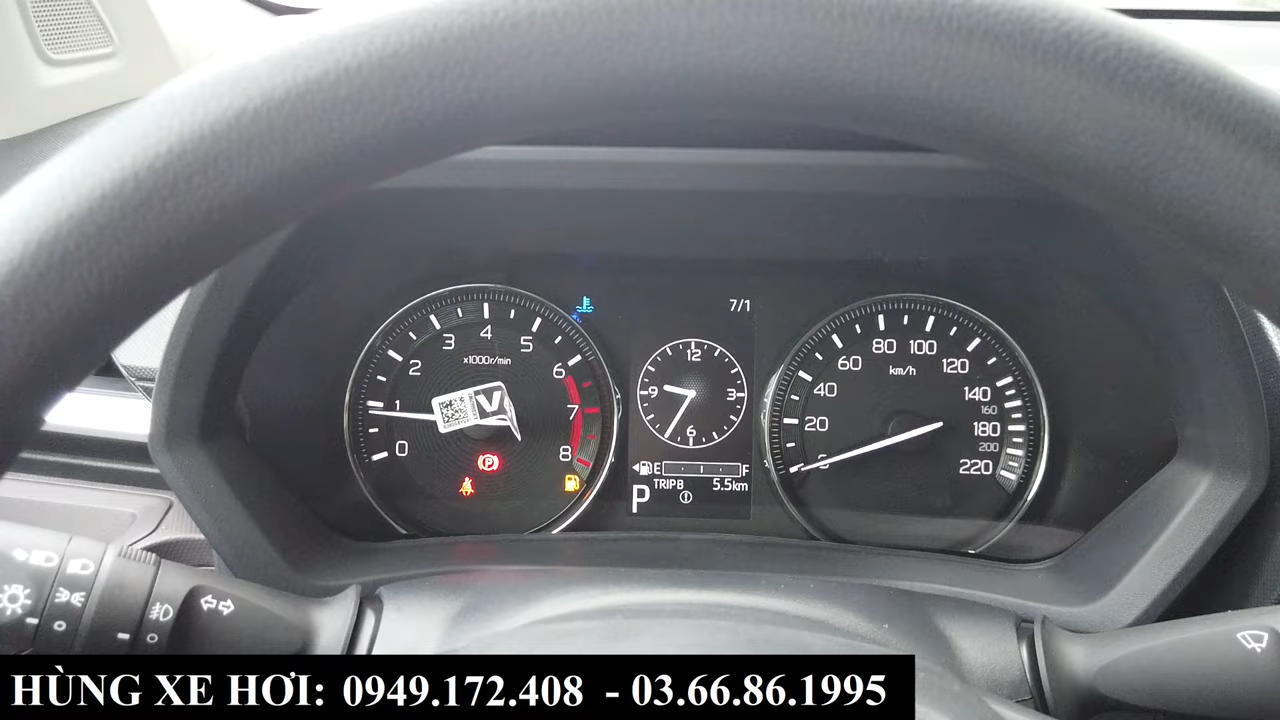 7/1
0 1 2 3 4 5 6 7 8
x1000r/min
12
3
6
9
E F
TRIP B 5.5km
P
0 20 40 60 80 100 120 140 160 180 200 220
km/h
V
HÙNG XE HƠI: 0949.172.408 - 03.66.86.1995